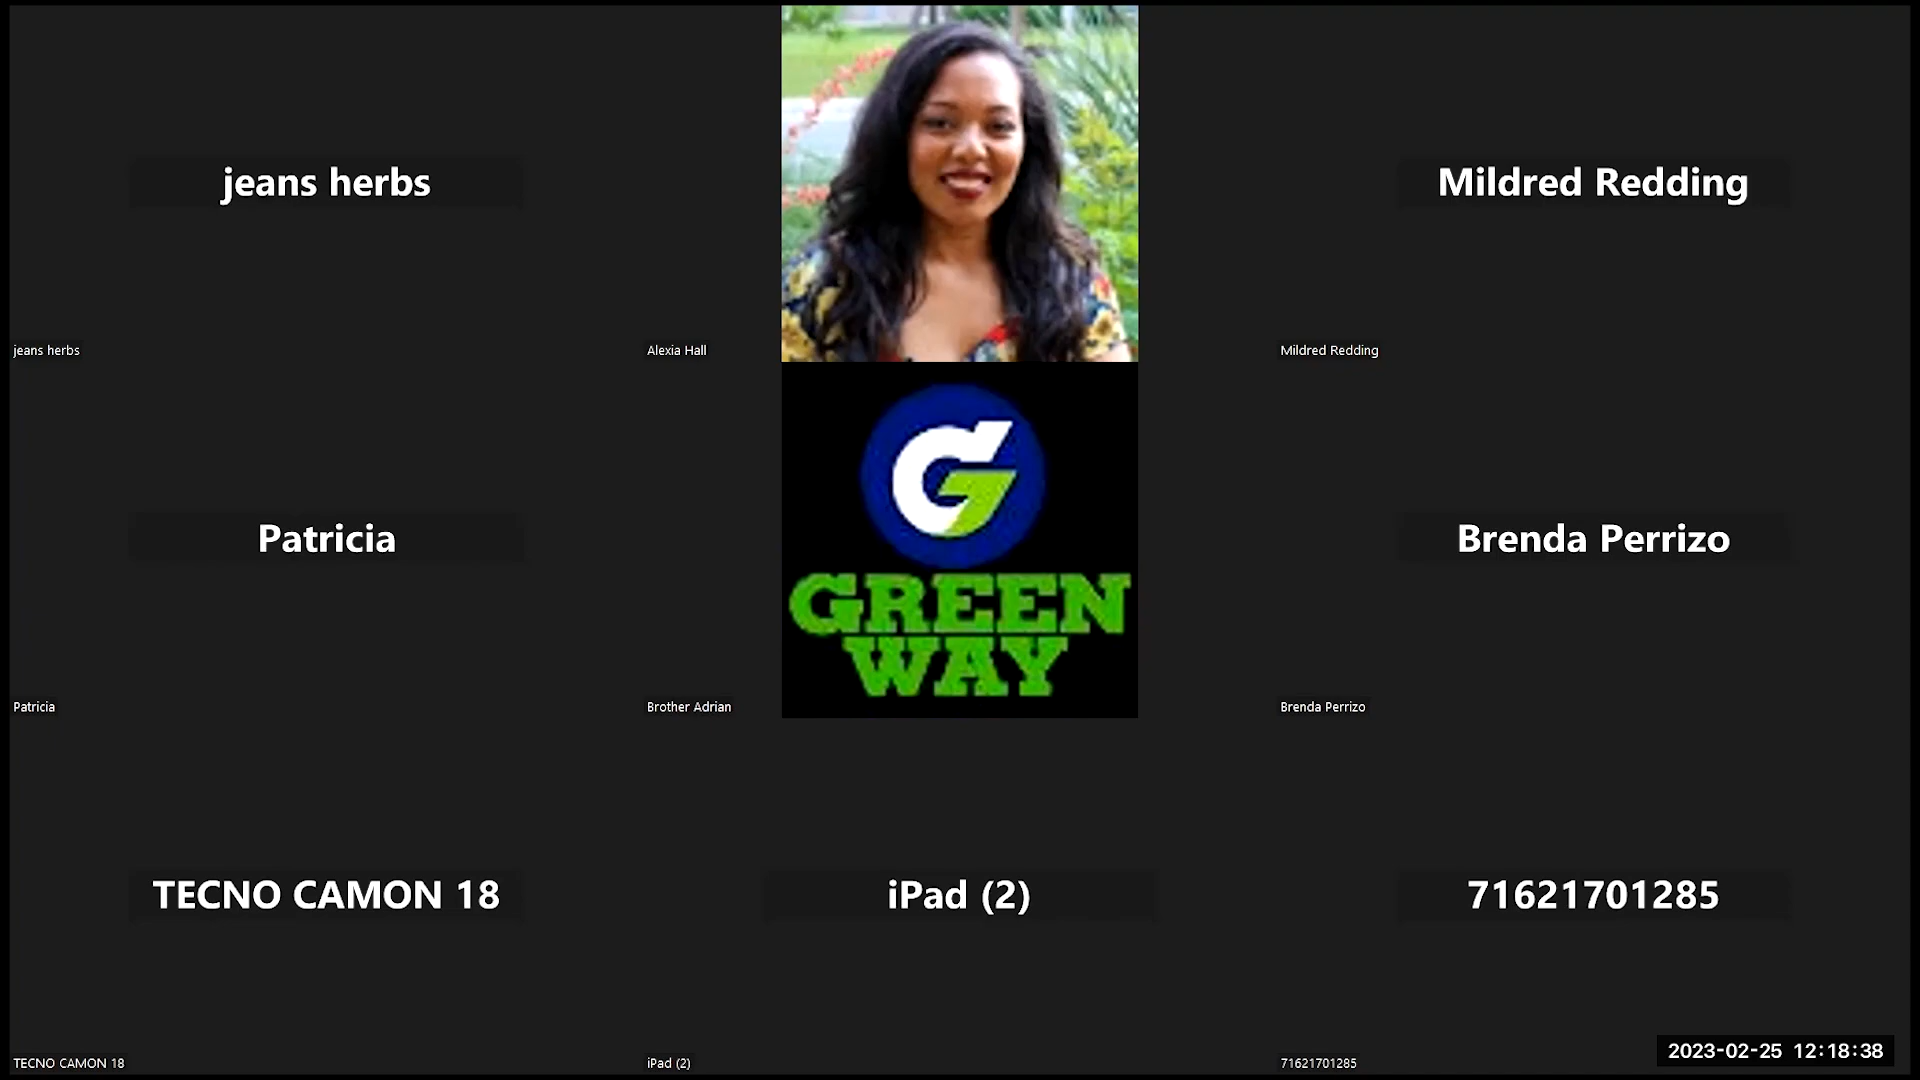 jeans herbs
Mildred Redding
jeans herbs
Alexia Hall
Mildred Redding
G
GREEN
WAY
Patricia
Brenda Perrizo
Patricia
Brother Adrian
Brenda Perrizo
TECNO CAMON 18
iPad (2)
71621701285
2023-02-25 12:18:38
TECNO CAMON 18
iPad (2)
71621701285